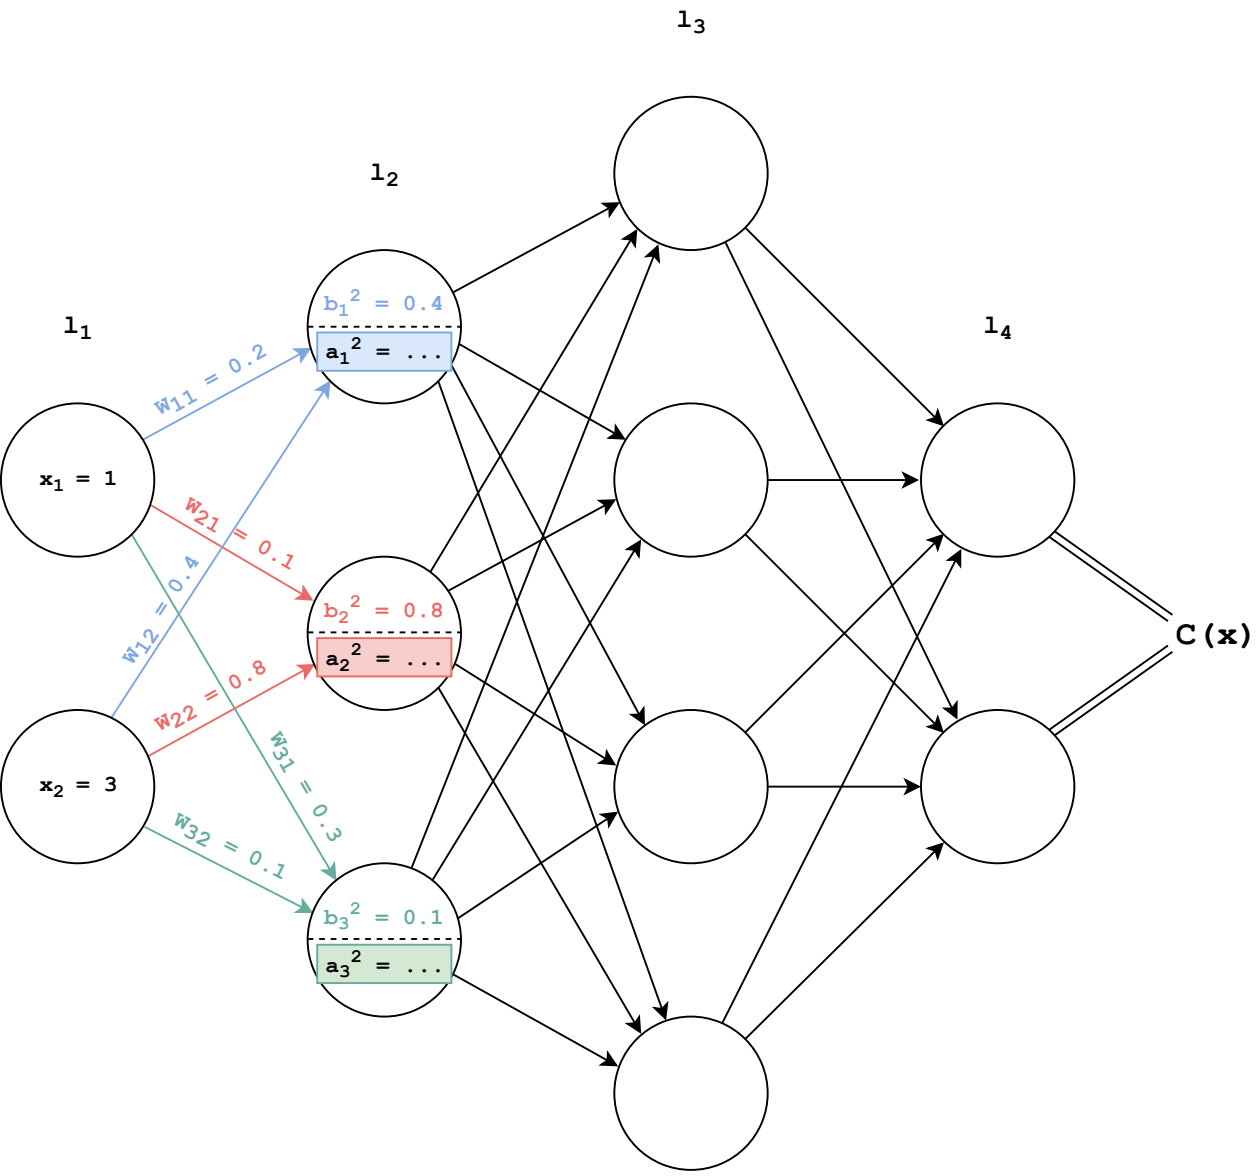 l₃
l₂
l₁
l₄
b₁² = 0.4
a₁² = ...
W₁₁ = 0.2
x₁ = 1
W₂₁ = 0.1
W₁₂ = 0.4
b₂² = 0.8
a₂² = ...
C(x)
W₂₂ = 0.8
x₂ = 3
W₃₁ = 0.3
W₃₂ = 0.1
b₃² = 0.1
a₃² = ...